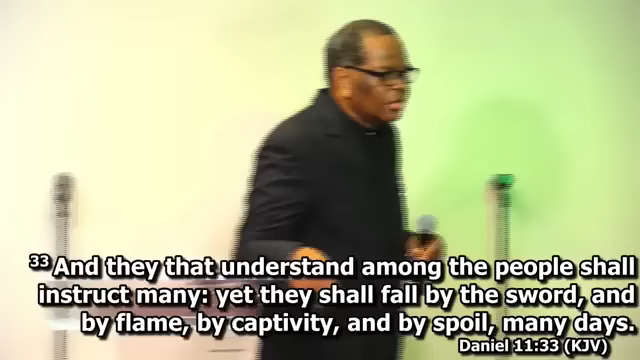 33 And they that understand among the people shall
instruct many: yet they shall fall by the sword, and
by flame, by captivity, and by spoil, many days.
Daniel 11:33 (KJV)